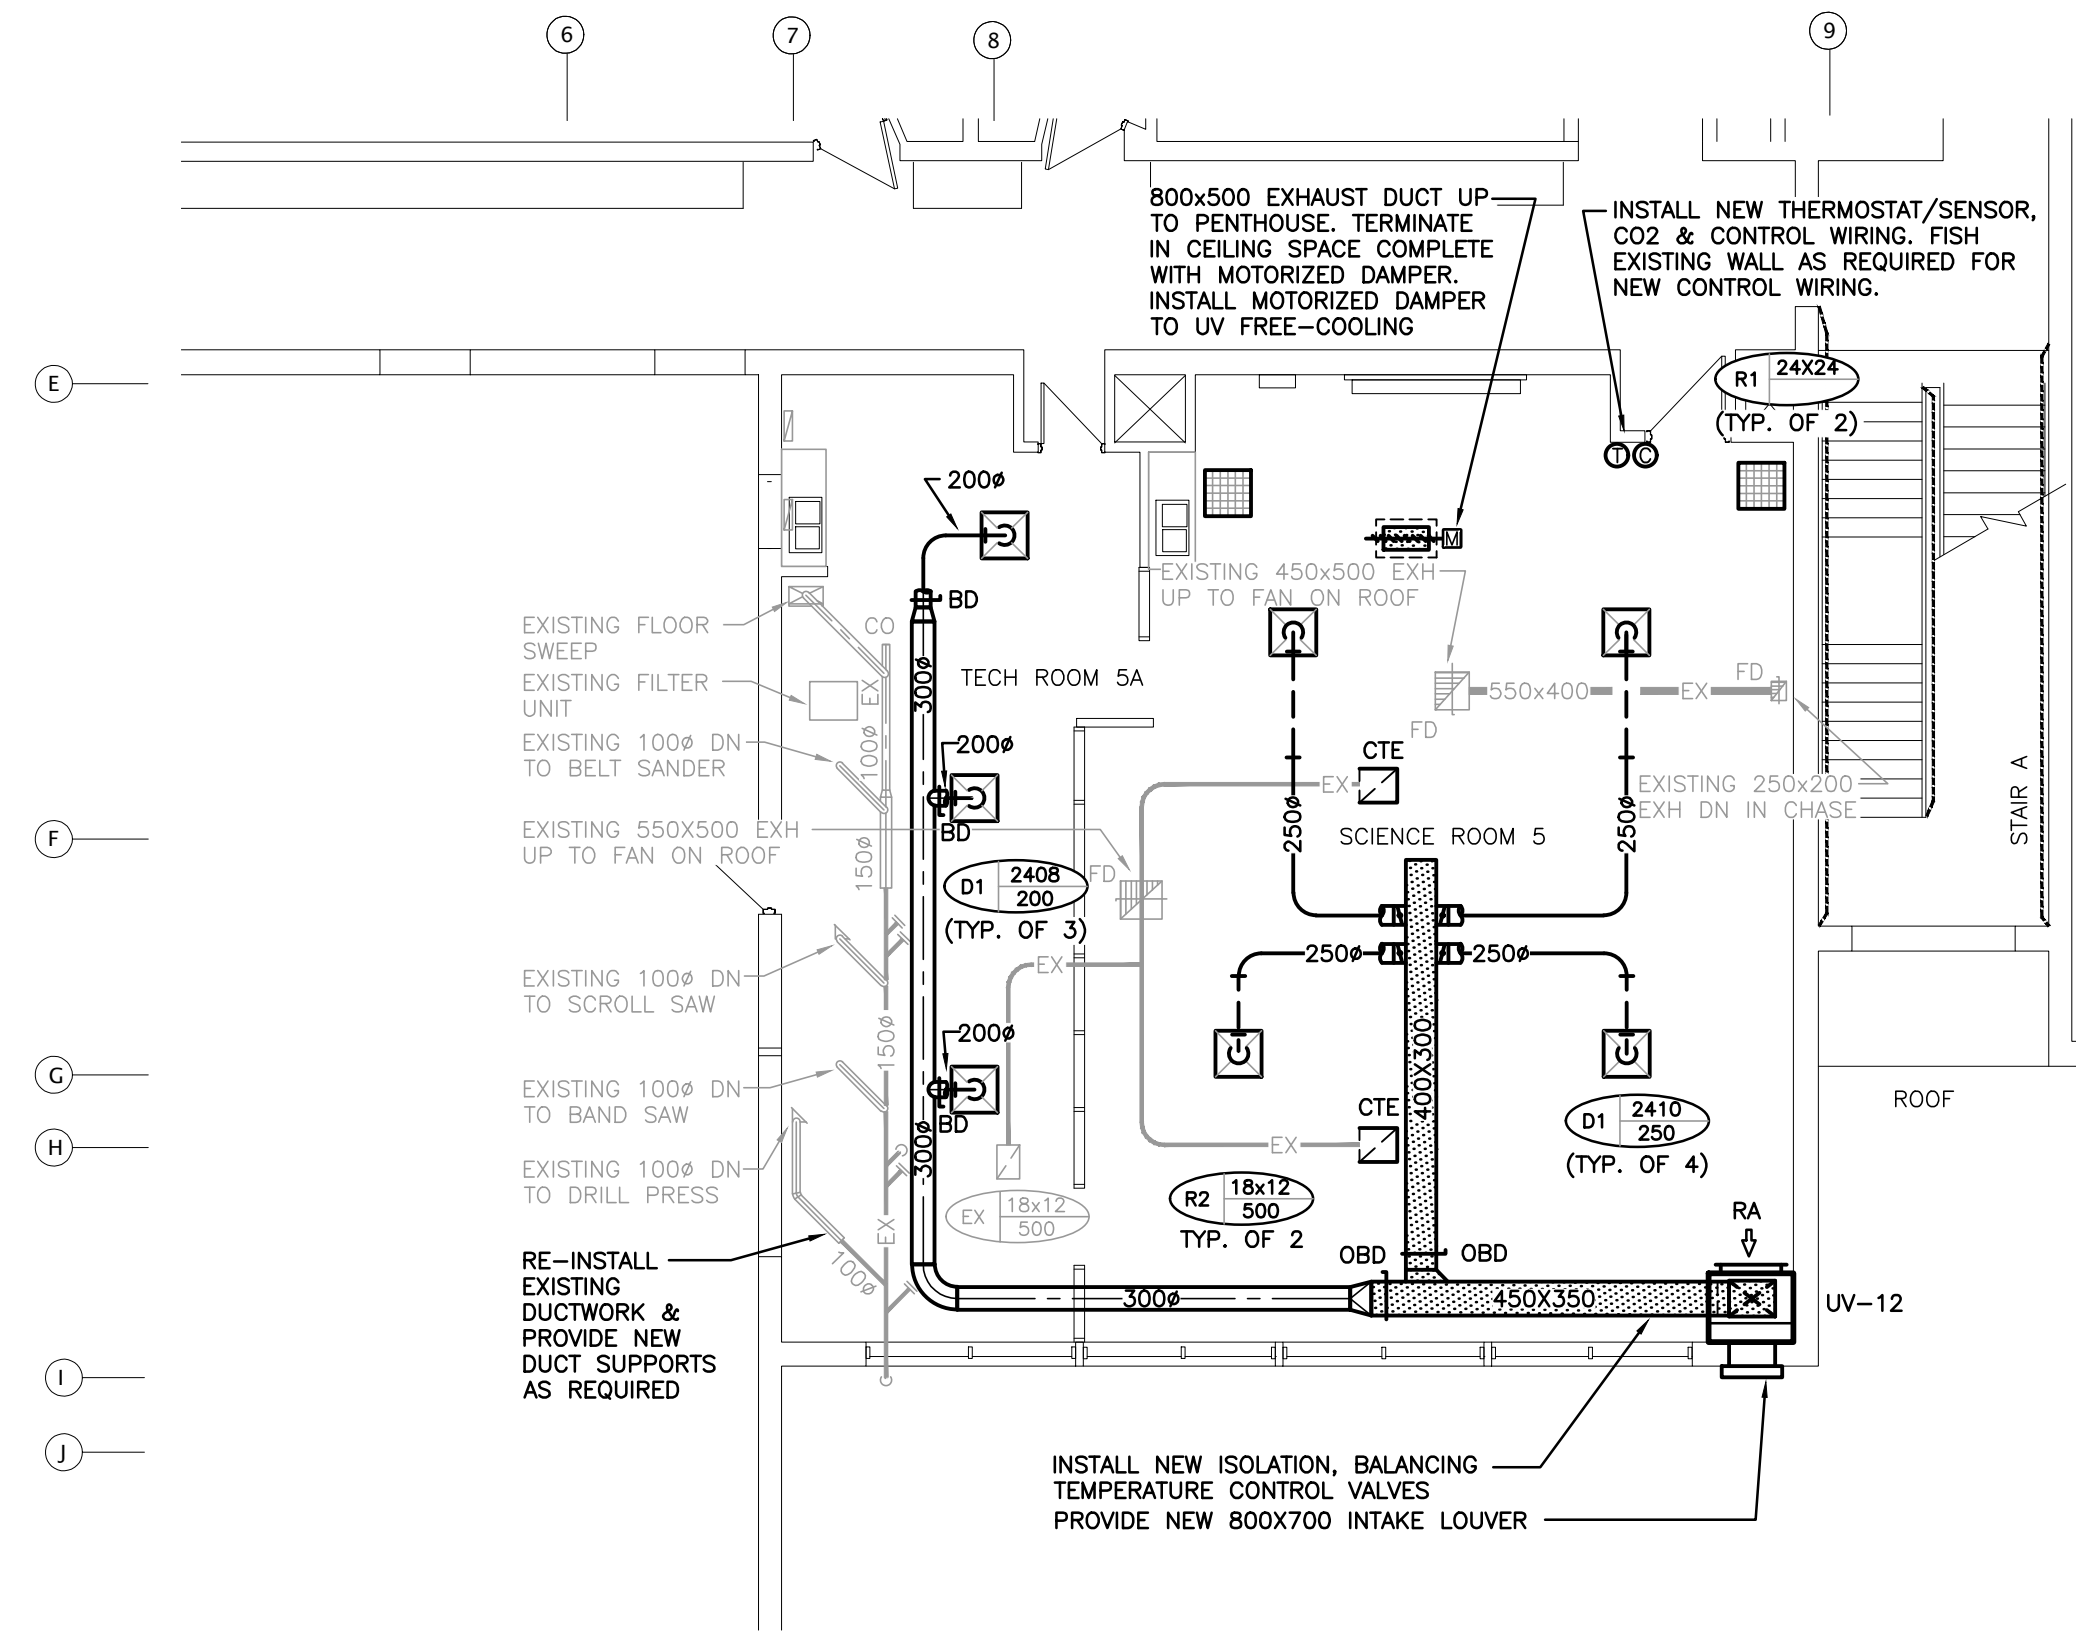 6
7
8
9
E
F
G
H
I
J
800x500 EXHAUST DUCT UP
TO PENTHOUSE. TERMINATE
IN CEILING SPACE COMPLETE
WITH MOTORIZED DAMPER.
INSTALL MOTORIZED DAMPER
TO UV FREE-COOLING
INSTALL NEW THERMOSTAT/SENSOR,
CO2 & CONTROL WIRING. FISH
EXISTING WALL AS REQUIRED FOR
NEW CONTROL WIRING.
R1
24X24
(TYP. OF 2)
T
C
200ø
M
EXISTING 450x500 EXH
UP TO FAN ON ROOF
BD
EXISTING FLOOR
SWEEP
CO
EXISTING FILTER
UNIT
EX
100ø
300ø
TECH ROOM 5A
FD
550x400
EX
FD
EXISTING 100ø DN
TO BELT SANDER
200ø
BD
CTE
EX
250ø
250ø
EXISTING 250x200
EXH DN IN CHASE
STAIR A
EXISTING 550X500 EXH
UP TO FAN ON ROOF
150ø
SCIENCE ROOM 5
D1
2408
200
(TYP. OF 3)
FD
EX
250ø
250ø
EXISTING 100ø DN
TO SCROLL SAW
150ø
200ø
BD
400X300
EXISTING 100ø DN
TO BAND SAW
300ø
CTE
EX
D1
2410
250
(TYP. OF 4)
ROOF
EXISTING 100ø DN
TO DRILL PRESS
EX
EX
18x12
500
R2
18x12
500
TYP. OF 2
RA
OBD
OBD
100ø
RE-INSTALL
EXISTING
DUCTWORK &
PROVIDE NEW
DUCT SUPPORTS
AS REQUIRED
300ø
450X350
UV-12
INSTALL NEW ISOLATION, BALANCING
TEMPERATURE CONTROL VALVES
PROVIDE NEW 800X700 INTAKE LOUVER